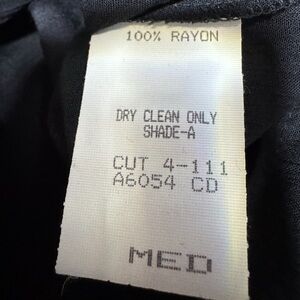 100% RAYON
DRY CLEAN ONLY
SHADE-A
CUT 4-111
A6054 CD
MED